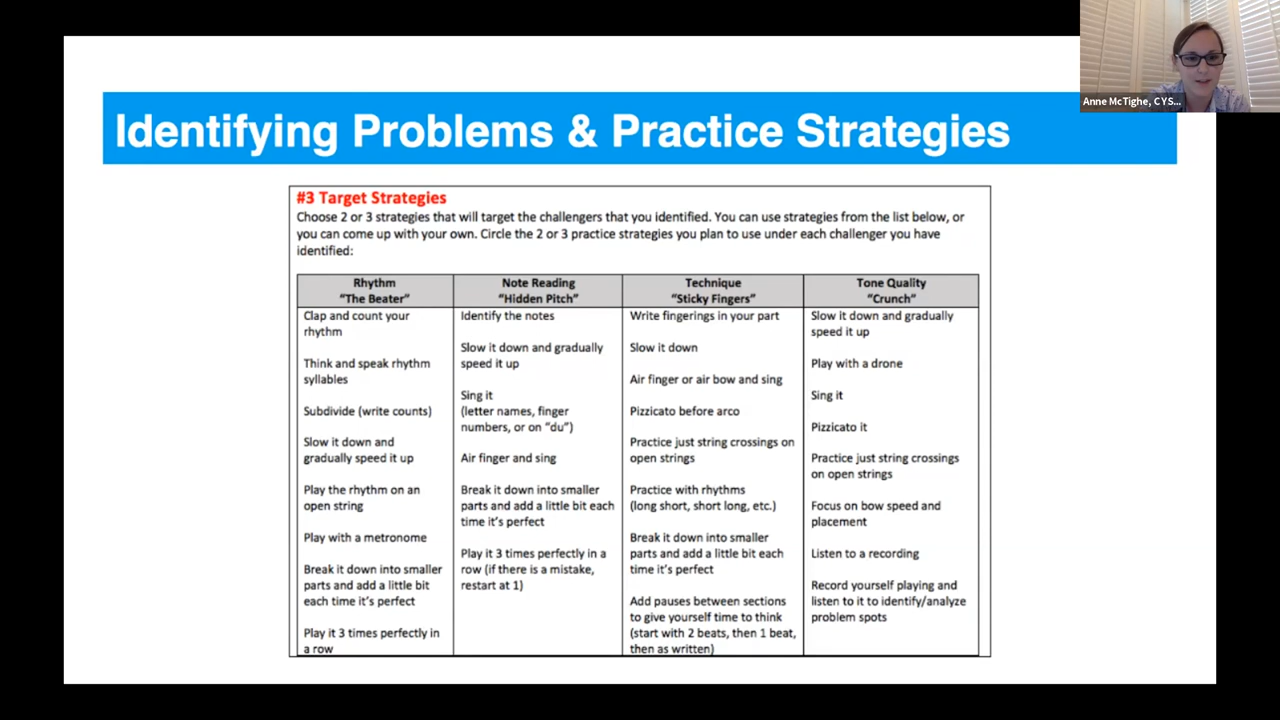 Anne McTighe, CYS...
Identifying Problems & Practice Strategies
#3 Target Strategies
Choose 2 or 3 strategies that will target the challengers that you identified. You can use strategies from the list below, or
you can come up with your own. Circle the 2 or 3 practice strategies you plan to use under each challenger you have
identified:
Rhythm
"The Beater"
Clap and count your
rhythm
Think and speak rhythm
syllables
Subdivide (write counts)
Slow it down and
gradually speed it up
Play the rhythm on an
open string
Play with a metronome
Break it down into smaller
parts and add a little bit
each time it's perfect
Play it 3 times perfectly in
a row
Note Reading
"Hidden Pitch"
Identify the notes
Slow it down and gradually
speed it up
Sing it
(letter names, finger
numbers, or on "du")
Air finger and sing
Break it down into smaller
parts and add a little bit each
time it's perfect
Play it 3 times perfectly in a
row (if there is a mistake,
restart at 1)
Technique
"Sticky Fingers"
Write fingerings in your part
Slow it down
Air finger or air bow and sing
Pizzicato before arco
Practice just string crossings on
open strings
Practice with rhythms
(long short, short long, etc.)
Break it down into smaller
parts and add a little bit each
time it's perfect
Add pauses between sections
to give yourself time to think
(start with 2 beats, then 1 beat,
then as written)
Tone Quality
"Crunch"
Slow it down and gradually
speed it up
Play with a drone
Sing it
Pizzicato it
Practice just string crossings
on open strings
Focus on bow speed and
placement
Listen to a recording
Record yourself playing and
listen to it to identify/analyze
problem spots